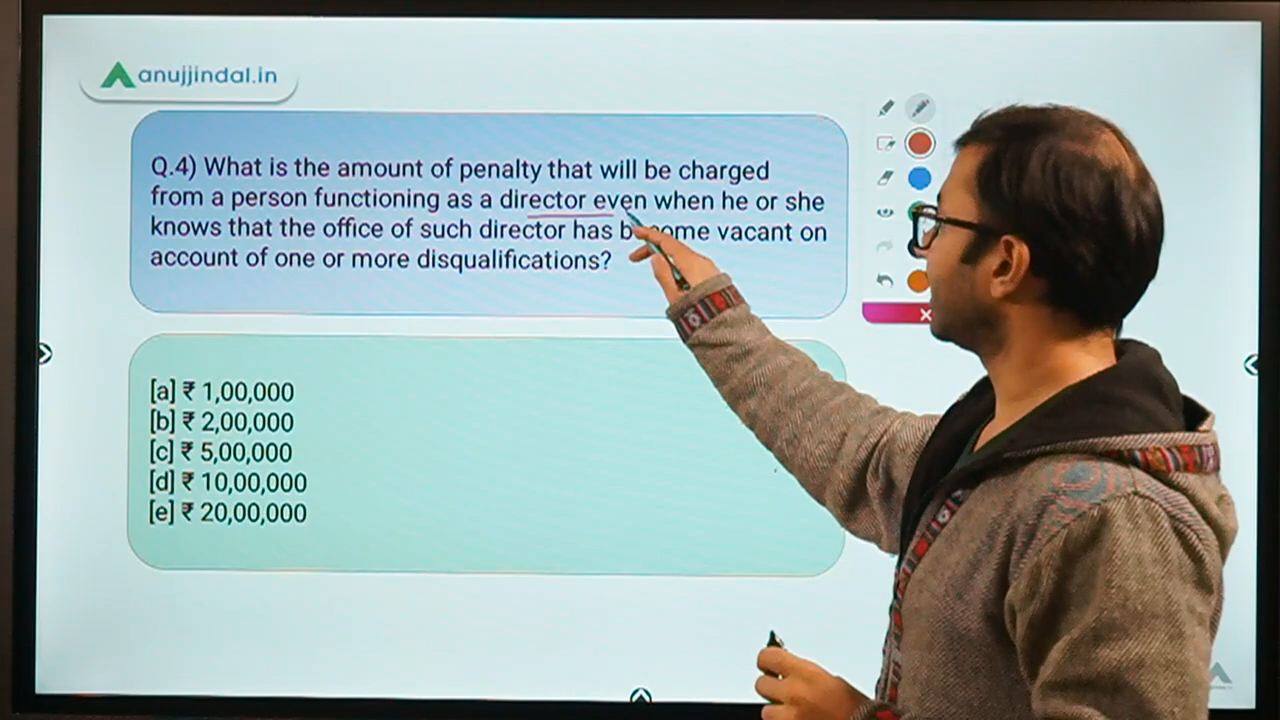 anujjindal.in
Q.4) What is the amount of penalty that will be charged
from a person functioning as a director even when he or she
knows that the office of such director has become vacant on
account of one or more disqualifications?
[a] ₹ 1,00,000
[b] ₹ 2,00,000
[c] ₹ 5,00,000
[d] ₹ 10,00,000
[e] ₹ 20,00,000